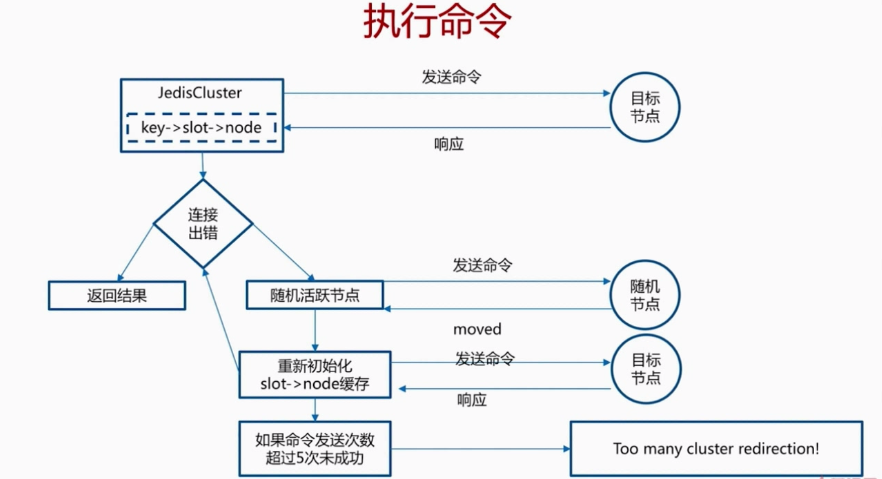 执行命令
JedisCluster
key->slot->node
发送命令
响应
目标
节点
连接
出错
返回结果
随机活跃节点
发送命令
moved
随机
节点
重新初始化
slot->node缓存
发送命令
响应
目标
节点
如果命令发送次数
超过5次未成功
Too many cluster redirection!